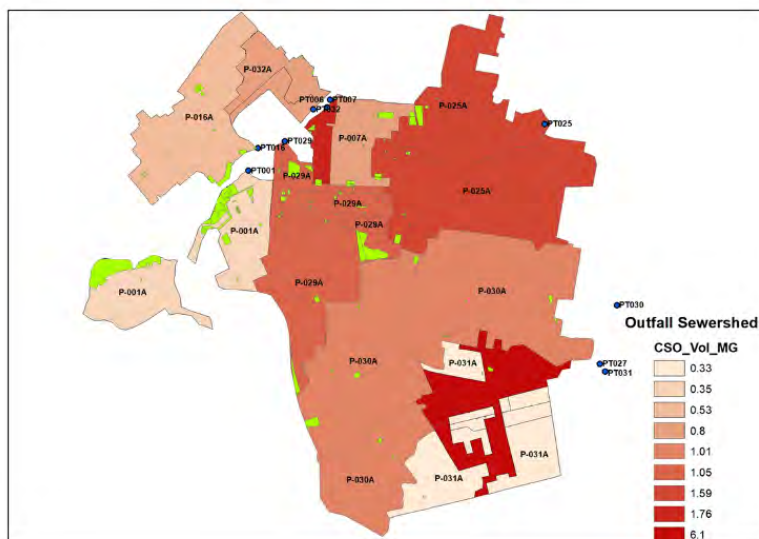 P-032A
PT006
PT007
PT032
P-016A
P-025A
PT025
P-007A
PT016
PT029
PT001
P-029A
P-025A
P-029A
P-029A
P-001A
P-029A
P-001A
P-030A
PT030
Outfall Sewershed
CSO_Vol_MG
P-030A
P-031A
PT027
PT031
0.33
0.35
0.53
0.8
1.01
1.05
1.59
1.76
6.1
P-031A
P-031A
P-030A